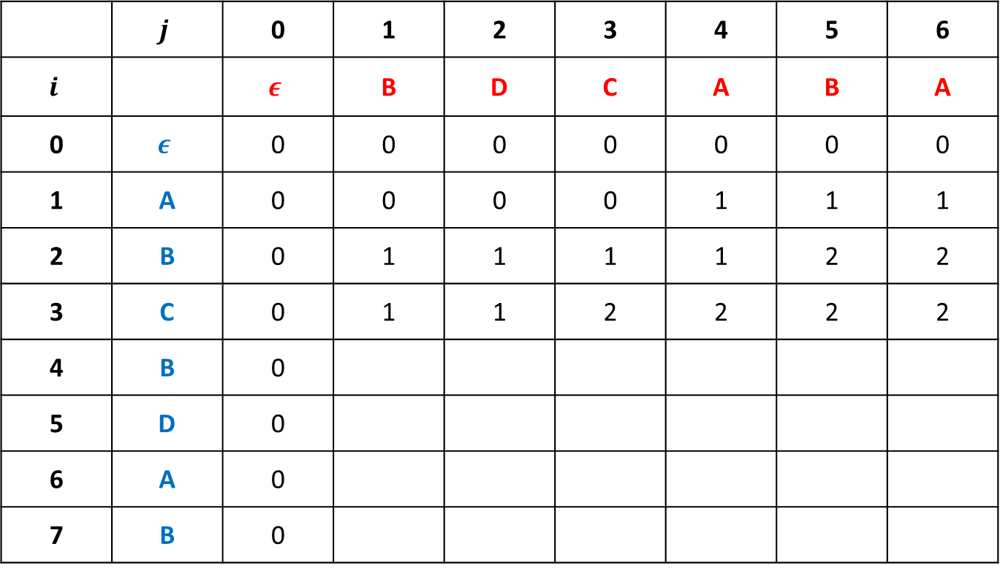 j 0 1 2 3 4 5 6
i ϵ B D C A B A
0 ϵ 0 0 0 0 0 0 0
1 A 0 0 0 0 1 1 1
2 B 0 1 1 1 1 2 2
3 C 0 1 1 2 2 2 2
4 B 0
5 D 0
6 A 0
7 B 0